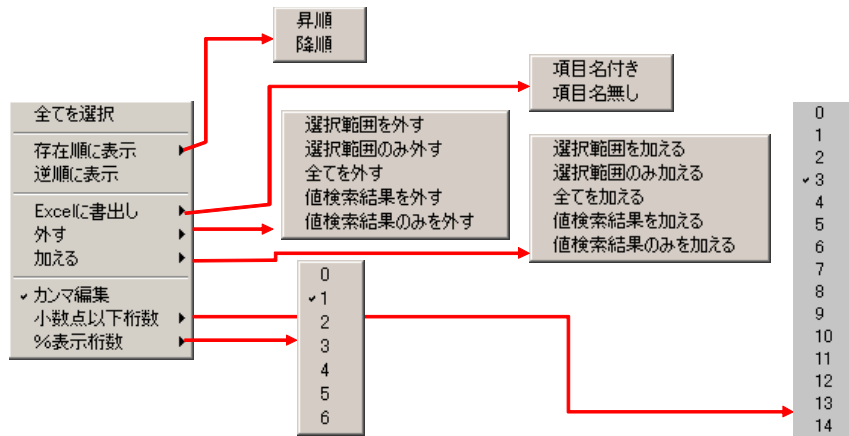 昇順
降順
項目名付き
項目名無し
全てを選択
存在順に表示
逆順に表示
Excelに書出し
外す
加える
カンマ編集
小数点以下桁数
%表示桁数
選択範囲を外す
選択範囲のみ外す
全てを外す
値検索結果を外す
値検索結果のみを外す
選択範囲を加える
選択範囲のみ加える
全てを加える
値検索結果を加える
値検索結果のみを加える
0
1
2
3
4
5
6
0
1
2
3
4
5
6
7
8
9
10
11
12
13
14